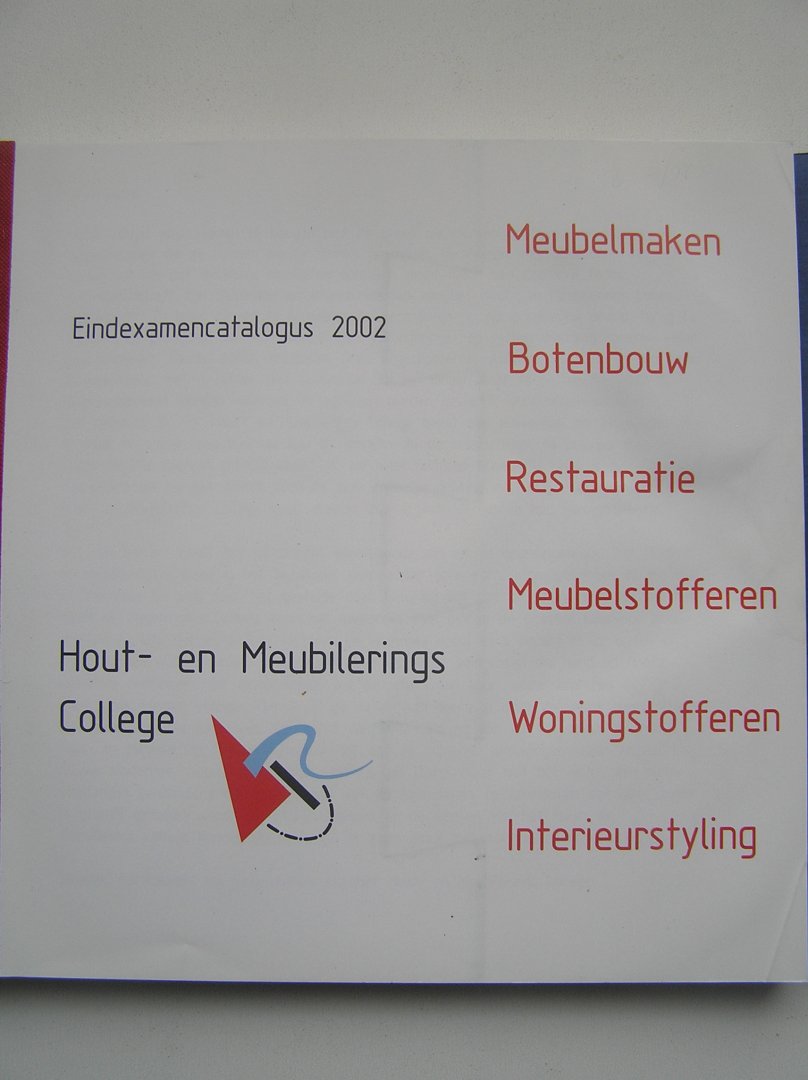 Eindexamencatalogus 2002
Hout- en Meubilerings
College
Meubelmaken
Botenbouw
Restauratie
Meubelstofferen
Woningstofferen
Interieurstyling